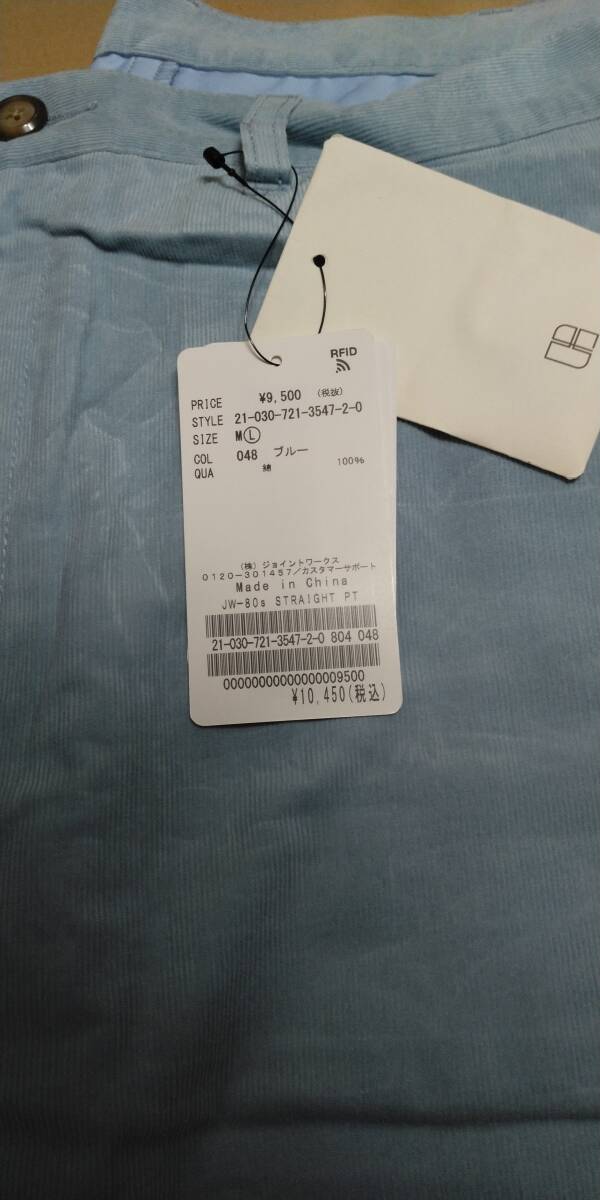 RFID
PRICE ¥9,500 (税抜)
STYLE 21-030-721-3547-2-0
SIZE M Ⓛ
COL 048 ブルー
QUA 綿 100%
(株)ジョイントワークス
0120-301457/カスタマーサポート
Made in China
JW-80s STRAIGHT PT
21-030-721-3547-2-0 804 048
00000000000000009500
¥10,450(税込)